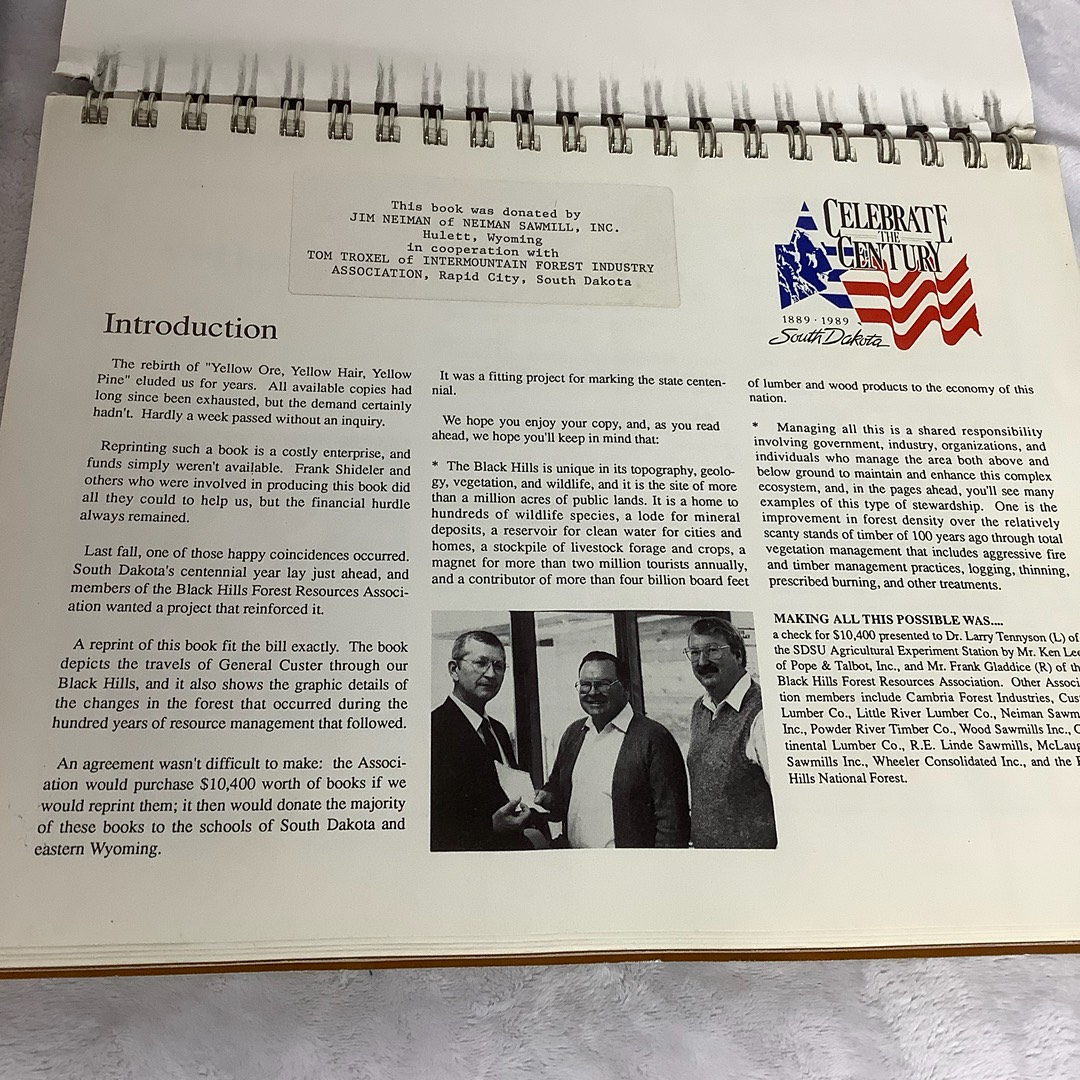 This book was donated by
JIM NEIMAN of NEIMAN SAWMILL, INC.
Hulett, Wyoming
in cooperation with
TOM TROXEL of INTERMOUNTAIN FOREST INDUSTRY
ASSOCIATION, Rapid City, South Dakota
CELEBRATE
THE
CENTURY
1889 · 1989
South Dakota
Introduction
The rebirth of "Yellow Ore, Yellow Hair, Yellow
Pine" eluded us for years. All available copies had
long since been exhausted, but the demand certainly
hadn't. Hardly a week passed without an inquiry.
Reprinting such a book is a costly enterprise, and
funds simply weren't available. Frank Shideler and
others who were involved in producing this book did
all they could to help us, but the financial hurdle
always remained.
Last fall, one of those happy coincidences occurred.
South Dakota's centennial year lay just ahead, and
members of the Black Hills Forest Resources Associ-
ation wanted a project that reinforced it.
A reprint of this book fit the bill exactly. The book
depicts the travels of General Custer through our
Black Hills, and it also shows the graphic details of
the changes in the forest that occurred during the
hundred years of resource management that followed.
An agreement wasn't difficult to make: the Associ-
ation would purchase $10,400 worth of books if we
would reprint them; it then would donate the majority
of these books to the schools of South Dakota and
eastern Wyoming.
It was a fitting project for marking the state centen-
nial.
We hope you enjoy your copy, and, as you read
ahead, we hope you'll keep in mind that:
* The Black Hills is unique in its topography, geolo-
gy, vegetation, and wildlife, and it is the site of more
than a million acres of public lands. It is a home to
hundreds of wildlife species, a lode for mineral
deposits, a reservoir for clean water for cities and
homes, a stockpile of livestock forage and crops, a
magnet for more than two million tourists annually,
and a contributor of more than four billion board feet
of lumber and wood products to the economy of this
nation.
* Managing all this is a shared responsibility
involving government, industry, organizations, and
individuals who manage the area both above and
below ground to maintain and enhance this complex
ecosystem, and, in the pages ahead, you'll see many
examples of this type of stewardship. One is the
improvement in forest density over the relatively
scanty stands of timber of 100 years ago through total
vegetation management that includes aggressive fire
and timber management practices, logging, thinning,
prescribed burning, and other treatments.
MAKING ALL THIS POSSIBLE WAS....
a check for $10,400 presented to Dr. Larry Tennyson (L) of
the SDSU Agricultural Experiment Station by Mr. Ken Lee
of Pope & Talbot, Inc., and Mr. Frank Gladdice (R) of th
Black Hills Forest Resources Association. Other Associ
tion members include Cambria Forest Industries, Cus
Lumber Co., Little River Lumber Co., Neiman Sawm
Inc., Powder River Timber Co., Wood Sawmills Inc., C
tinental Lumber Co., R.E. Linde Sawmills, McLaug
Sawmills Inc., Wheeler Consolidated Inc., and the
Hills National Forest.